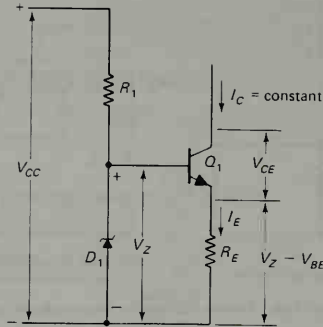 +
R1
IC = constant
Q1
VCC
+
VCE
IE
VZ
D1
RE
VZ − VBE
−
−